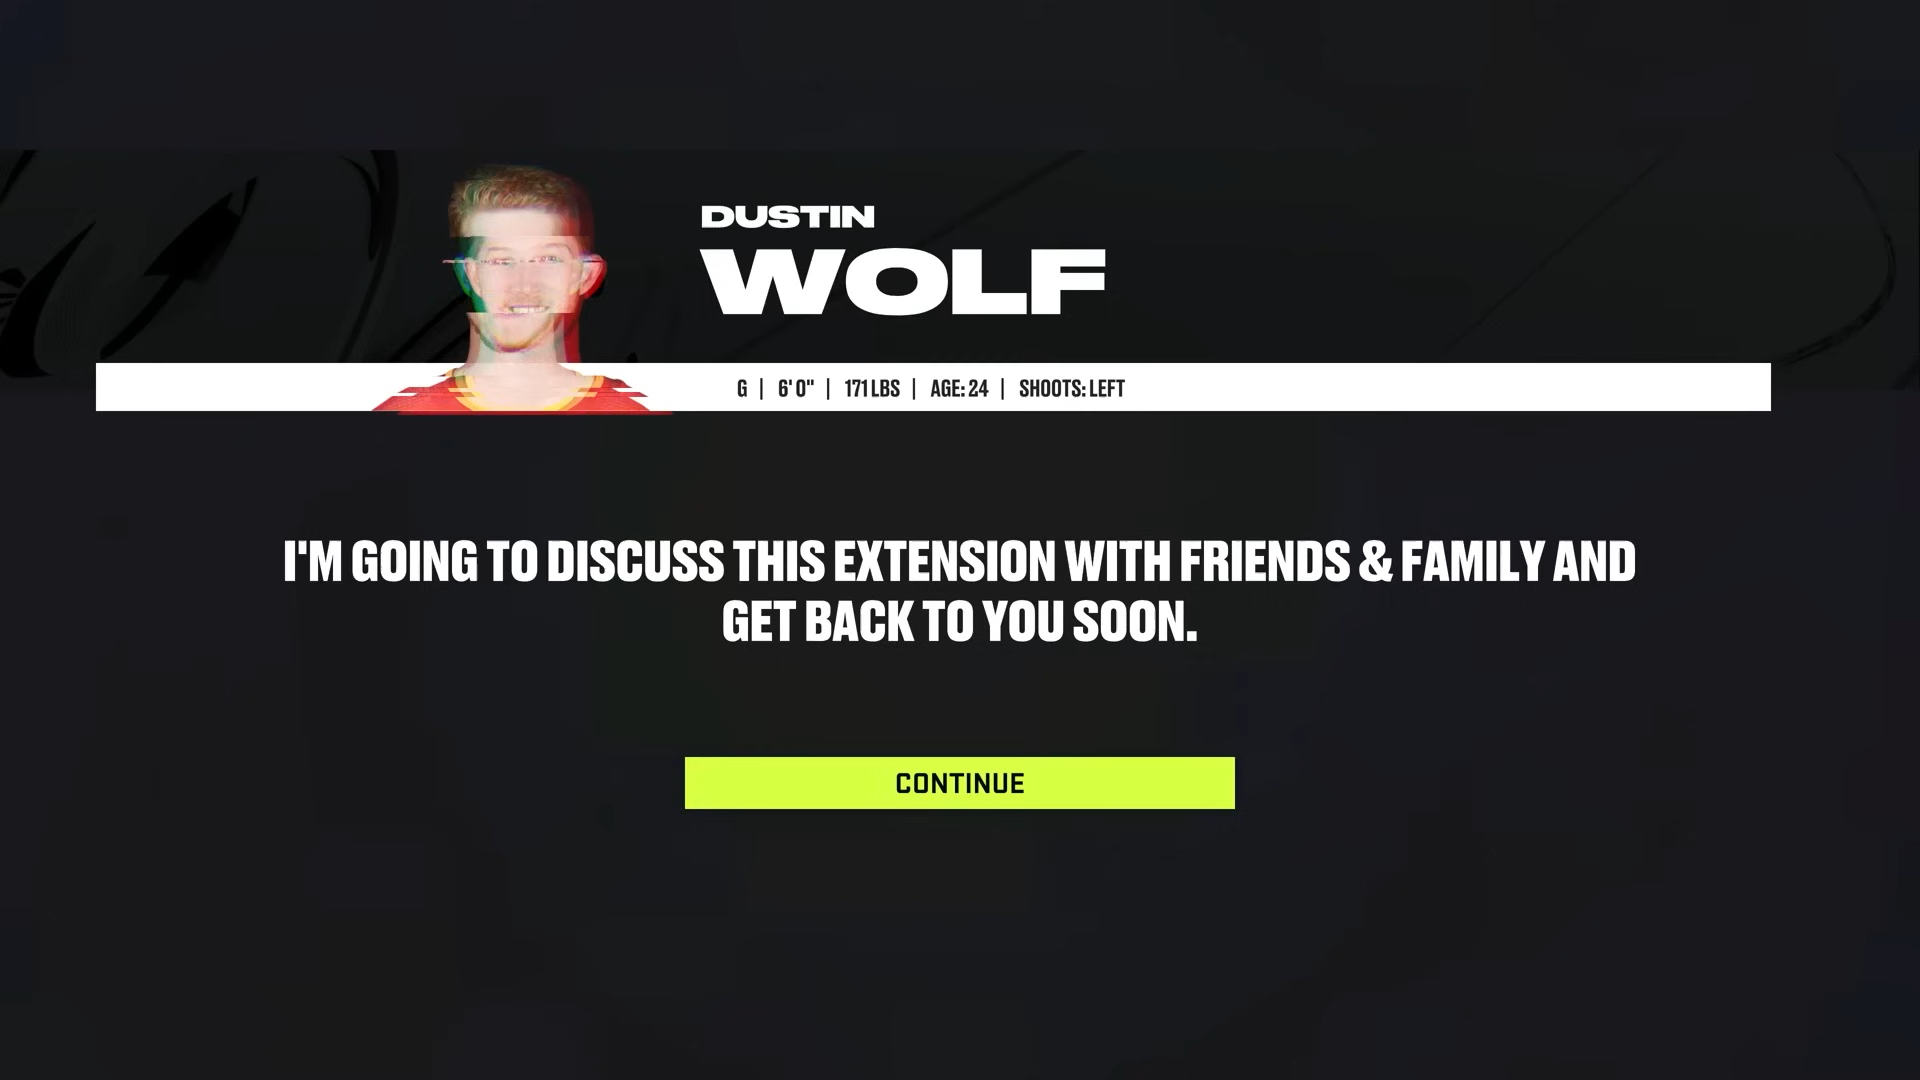 DUSTIN
WOLF
G | 6' 0" | 171 LBS | AGE: 24 | SHOOTS: LEFT
I'M GOING TO DISCUSS THIS EXTENSION WITH FRIENDS & FAMILY AND
GET BACK TO YOU SOON.
CONTINUE